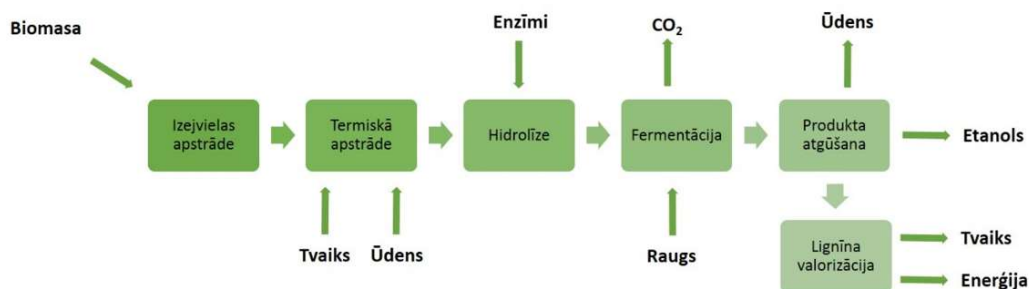 Biomasa
Enzīmi
CO₂
Ūdens
Izejvielas
apstrāde
Termiskā
apstrāde
Hidrolīze
Fermentācija
Produkta
atgūšana
Etanols
Tvaiks
Ūdens
Raugs
Lignīna
valorizācija
Tvaiks
Enerģija